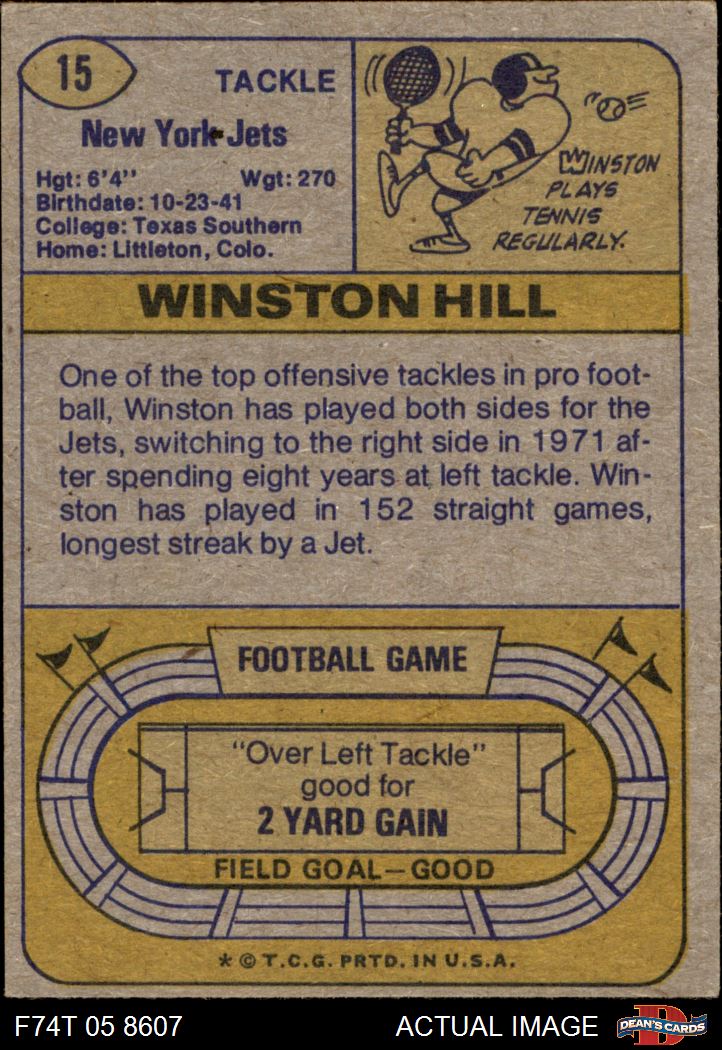 15
TACKLE
New York Jets
Hgt: 6'4" Wgt: 270
Birthdate: 10-23-41
College: Texas Southern
Home: Littleton, Colo.
WINSTON
PLAYS
TENNIS
REGULARLY.
WINSTON HILL
One of the top offensive tackles in pro foot-
ball, Winston has played both sides for the
Jets, switching to the right side in 1971 af-
ter spending eight years at left tackle. Win-
ston has played in 152 straight games,
longest streak by a Jet.
FOOTBALL GAME
"Over Left Tackle"
good for
2 YARD GAIN
FIELD GOAL—GOOD
* © T.C.G. PRTD. IN U.S.A.
F74T 05 8607 ACTUAL IMAGE
D
DEAN'S CARDS